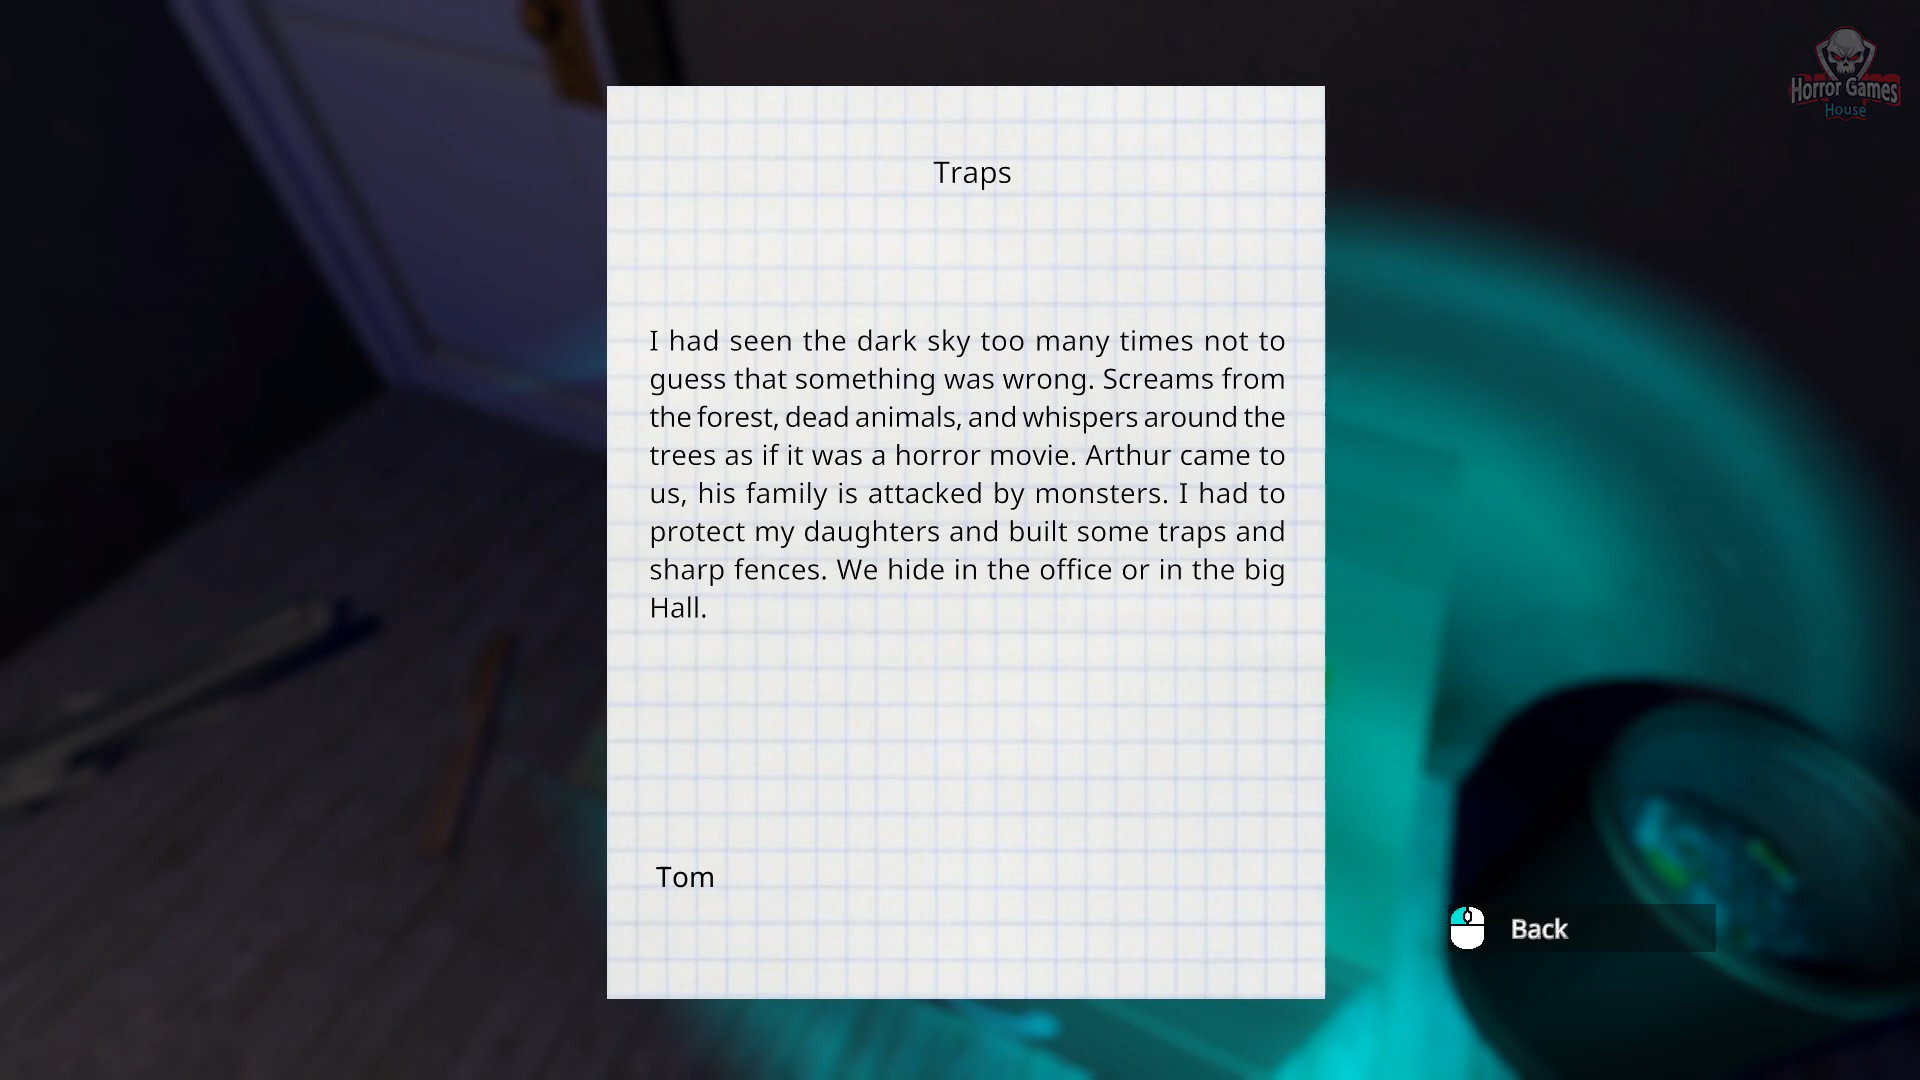 Horror Games
House
Traps
I had seen the dark sky too many times not to
guess that something was wrong. Screams from
the forest, dead animals, and whispers around the
trees as if it was a horror movie. Arthur came to
us, his family is attacked by monsters. I had to
protect my daughters and built some traps and
sharp fences. We hide in the office or in the big
Hall.
Tom
Back